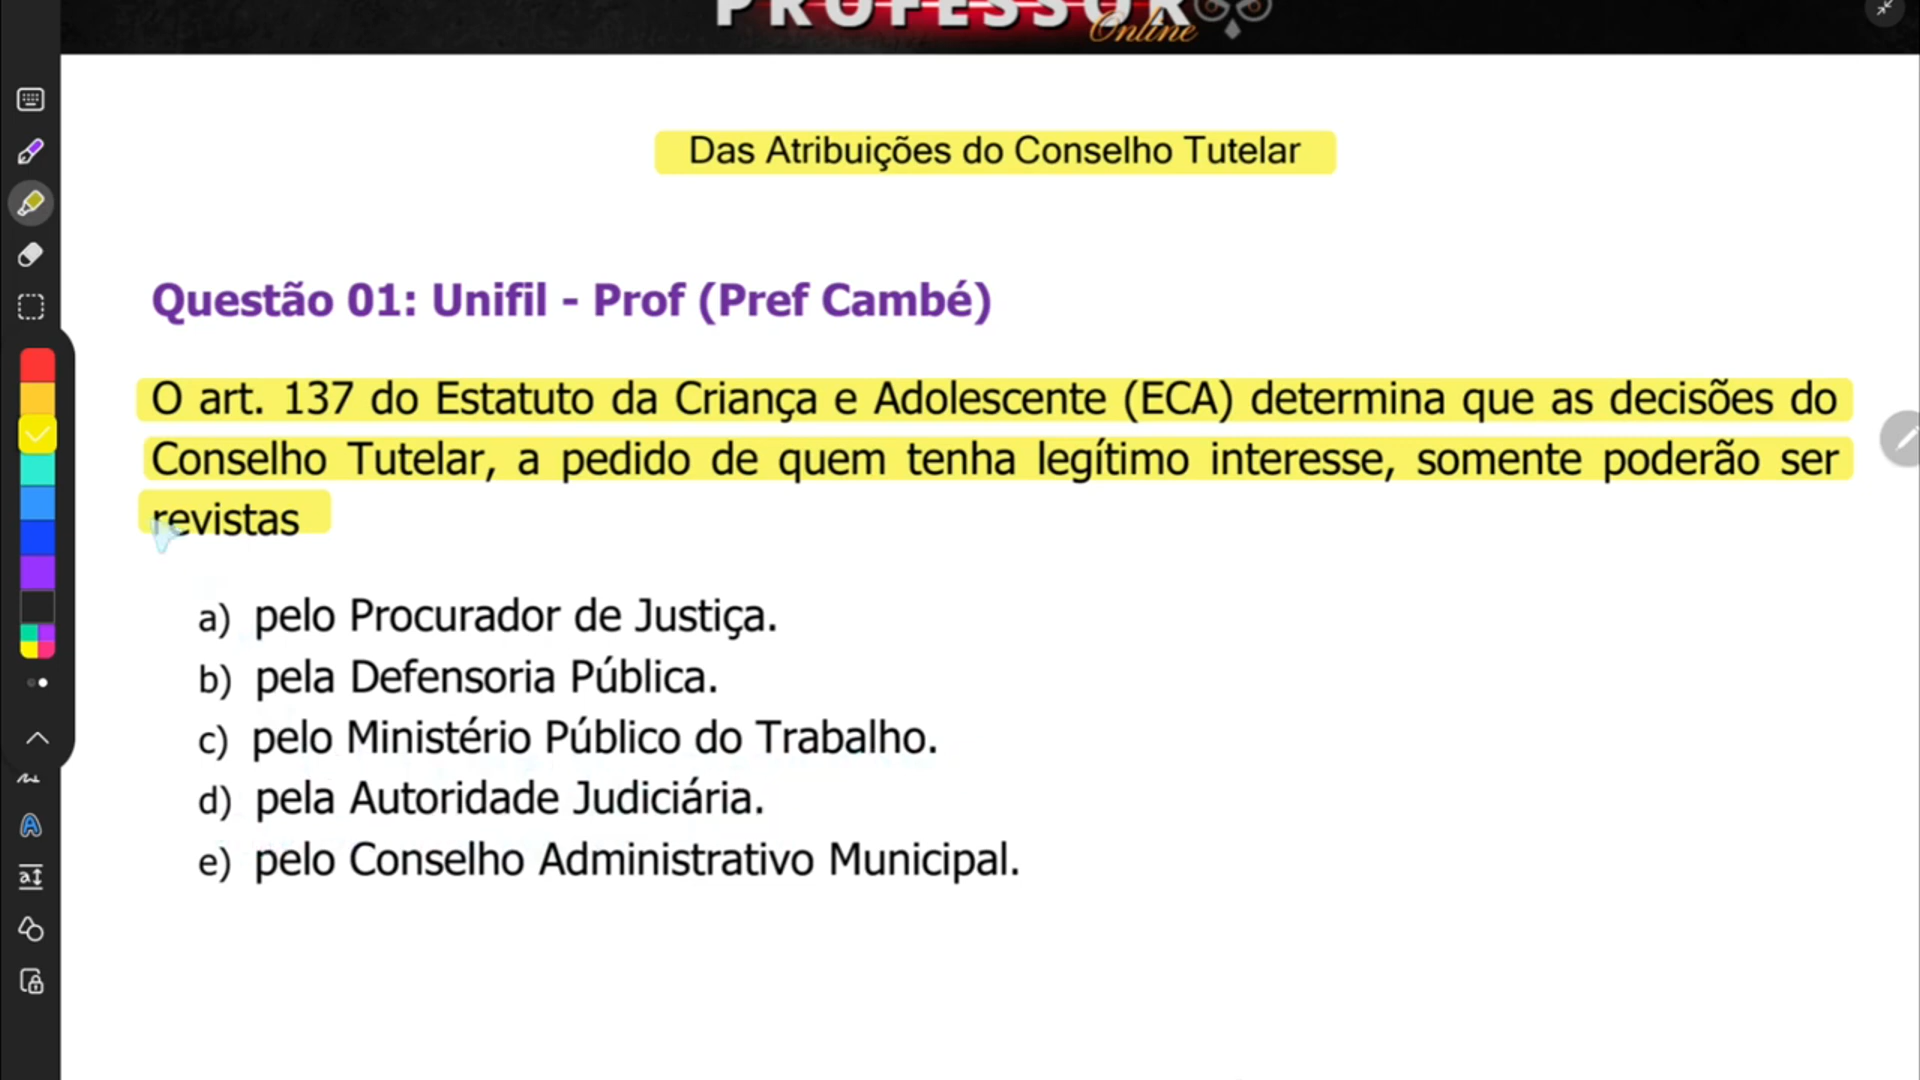 PROFESSOR
Online
Das Atribuições do Conselho Tutelar
Questão 01: Unifil - Prof (Pref Cambé)
O art. 137 do Estatuto da Criança e Adolescente (ECA) determina que as decisões do
Conselho Tutelar, a pedido de quem tenha legítimo interesse, somente poderão ser
revistas
a) pelo Procurador de Justiça.
b) pela Defensoria Pública.
c) pelo Ministério Público do Trabalho.
d) pela Autoridade Judiciária.
e) pelo Conselho Administrativo Municipal.